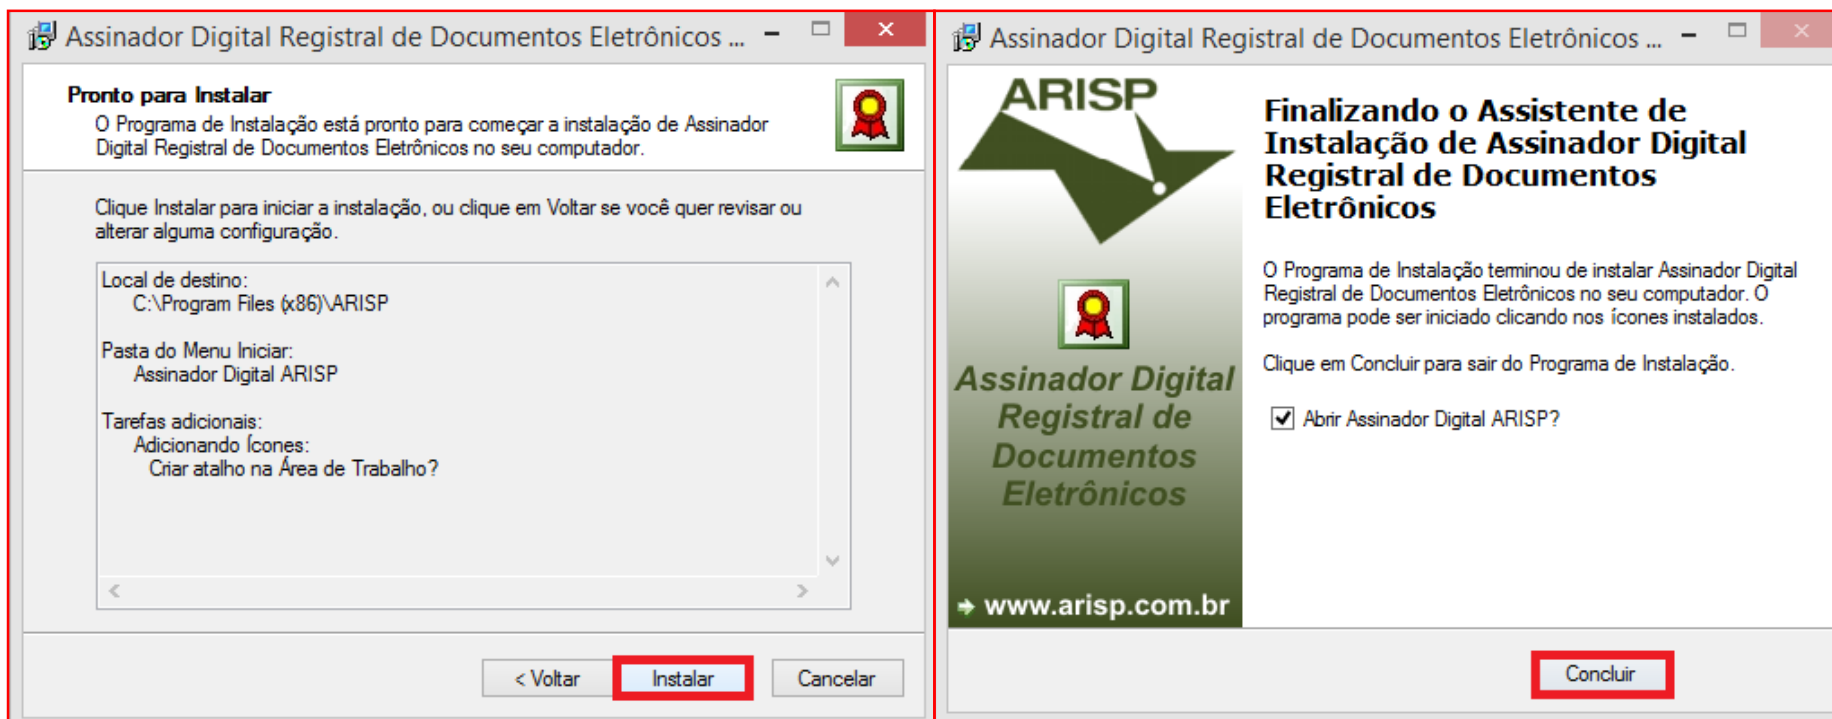 Assinador Digital Registral de Documentos Eletrônicos ...
Pronto para Instalar
O Programa de Instalação está pronto para começar a instalação de Assinador
Digital Registral de Documentos Eletrônicos no seu computador.
Clique Instalar para iniciar a instalação, ou clique em Voltar se você quer revisar ou
alterar alguma configuração.
Local de destino:
C:\Program Files (x86)\ARISP
Pasta do Menu Iniciar:
Assinador Digital ARISP
Tarefas adicionais:
Adicionando Ícones:
Criar atalho na Área de Trabalho?
< Voltar
Instalar
Cancelar
Assinador Digital Registral de Documentos Eletrônicos ...
ARISP
Assinador Digital
Registral de
Documentos
Eletrônicos
www.arisp.com.br
Finalizando o Assistente de
Instalação de Assinador Digital
Registral de Documentos
Eletrônicos
O Programa de Instalação terminou de instalar Assinador Digital
Registral de Documentos Eletrônicos no seu computador. O
programa pode ser iniciado clicando nos ícones instalados.
Clique em Concluir para sair do Programa de Instalação.
Abrir Assinador Digital ARISP?
Concluir